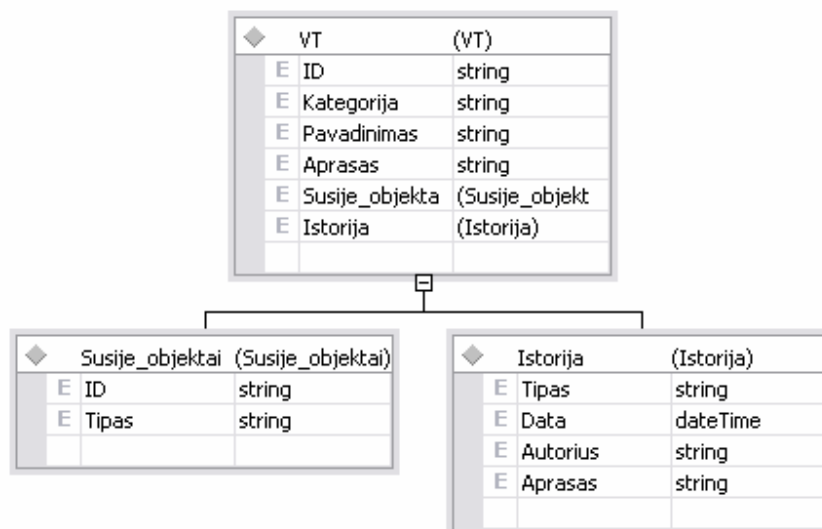 VT (VT)
E ID string
E Kategorija string
E Pavadinimas string
E Aprasas string
E Susije_objekta (Susije_objekt
E Istorija (Istorija)
Susije_objektai (Susije_objektai)
E ID string
E Tipas string
Istorija (Istorija)
E Tipas string
E Data dateTime
E Autorius string
E Aprasas string